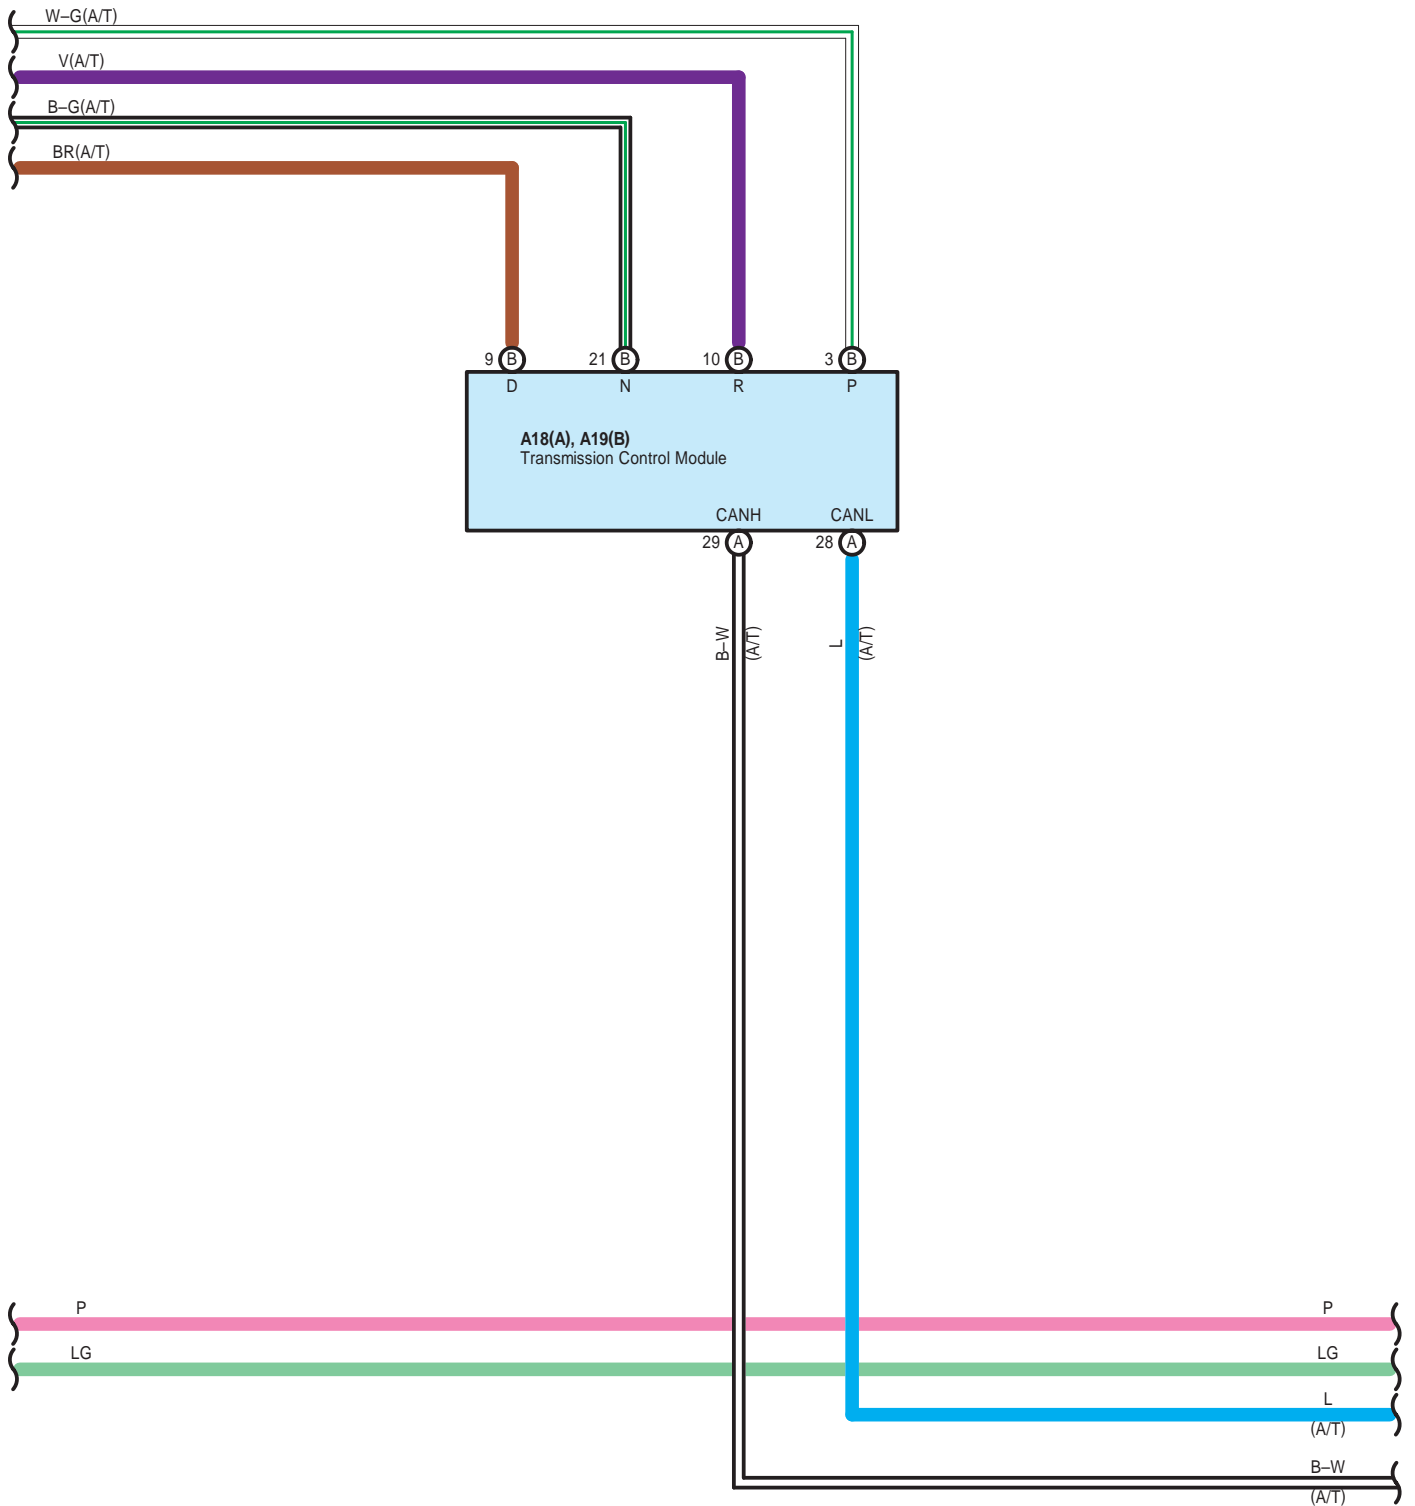 W–G(A/T)
V(A/T)
B–G(A/T)
BR(A/T)
9 B 21 B 10 B 3 B
D N R P
A18(A), A19(B)
Transmission Control Module
CANH CANL
29 A 28 A
B–W (A/T) L (A/T)
P P
LG LG
L
(A/T)
B–W
(A/T)